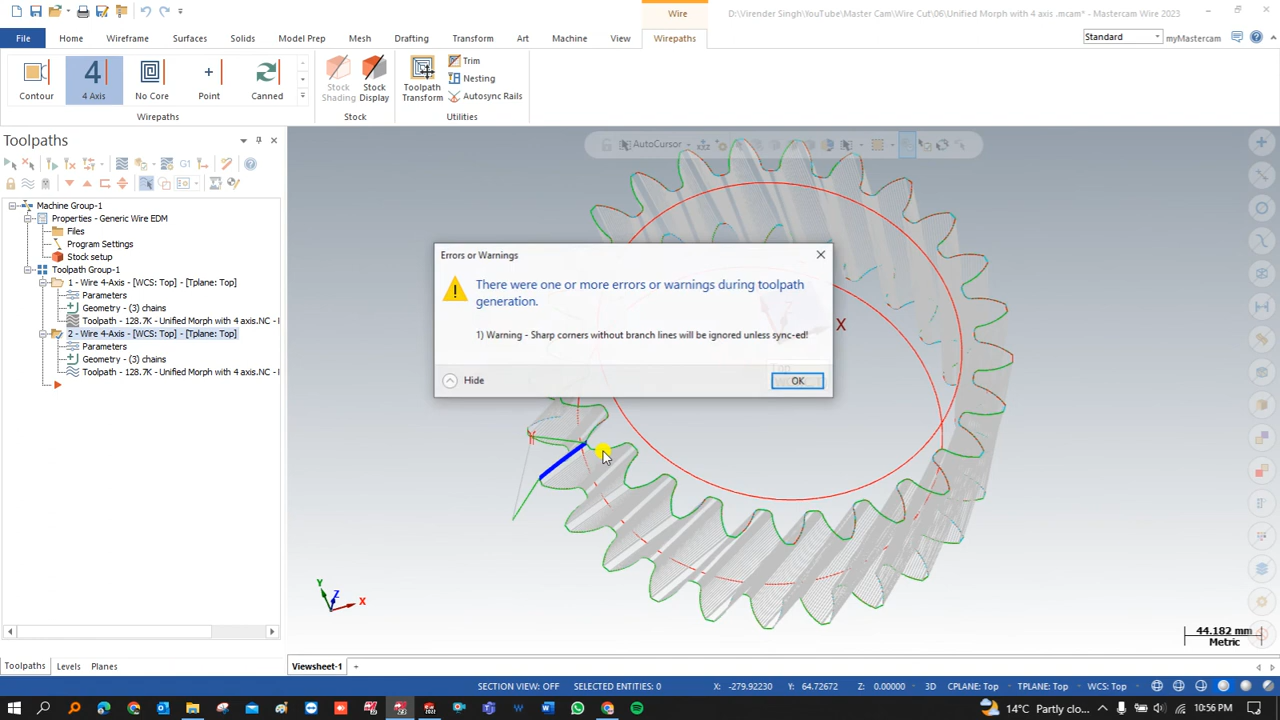 Wire
D:\Virender Singh\YouTube\Master Cam\Wire Cut\06\Unified Morph with 4 axis .mcam* - Mastercam Wire 2023
File
Home
Wireframe
Surfaces
Solids
Model Prep
Mesh
Drafting
Transform
Art
Machine
View
Wirepaths
Standard
myMastercam
Contour
4
4 Axis
No Core
Point
Canned
Stock Shading
Stock Display
Toolpath Transform
Trim
Nesting
Autosync Rails
Wirepaths
Stock
Utilities
Toolpaths
AutoCursor
G1
Machine Group-1
Properties - Generic Wire EDM
Files
Program Settings
Stock setup
Toolpath Group-1
1 - Wire 4-Axis - [WCS: Top] - [Tplane: Top]
Parameters
Geometry - (3) chains
Toolpath - 128.7K - Unified Morph with 4 axis.NC -
2 - Wire 4-Axis - [WCS: Top] - [Tplane: Top]
Parameters
Geometry - (3) chains
Toolpath - 128.7K - Unified Morph with 4 axis.NC -
Errors or Warnings
There were one or more errors or warnings during toolpath
generation.
1) Warning - Sharp corners without branch lines will be ignored unless sync-ed!
Hide
OK
Top
X
Y
Y
Z
X
44.182 mm
Metric
Toolpaths
Levels
Planes
Viewsheet-1
SECTION VIEW: OFF
SELECTED ENTITIES: 0
X: -279.92230
Y: 64.72672
Z: 0.00000
3D
CPLANE: Top
TPLANE: Top
WCS: Top
14°C Partly clo...
10:56 PM